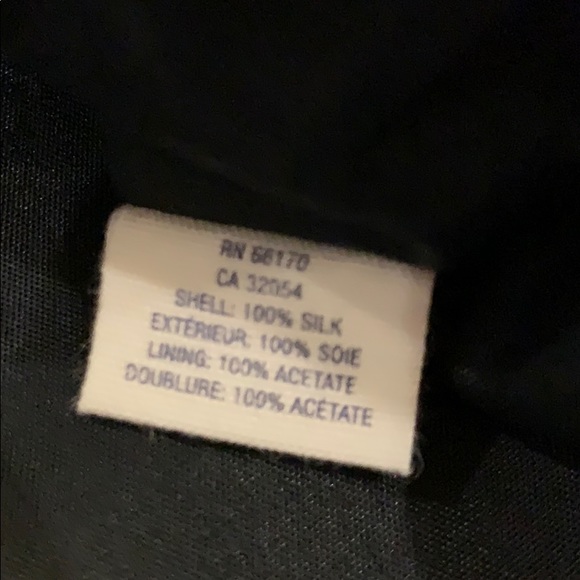 RN 66170
CA 32054
SHELL: 100% SILK
EXTÉRIEUR: 100% SOIE
LINING: 100% ACETATE
DOUBLURE: 100% ACÉTATE